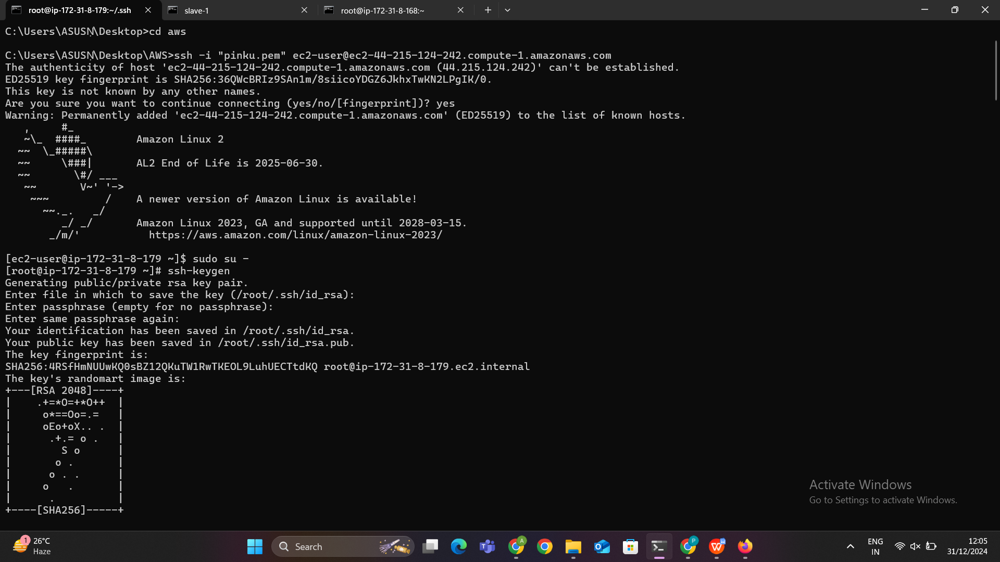 root@ip-172-31-8-179:~/.ssh
slave-1
root@ip-172-31-8-168:~
C:\Users\ASUSN\Desktop>cd aws
C:\Users\ASUSN\Desktop\AWS>ssh -i "pinku.pem" ec2-user@ec2-44-215-124-242.compute-1.amazonaws.com
The authenticity of host 'ec2-44-215-124-242.compute-1.amazonaws.com (44.215.124.242)' can't be established.
ED25519 key fingerprint is SHA256:36QWcBRIz9SAn1m/8siicoYDGZ6JkhxTwKN2LPgIK/0.
This key is not known by any other names.
Are you sure you want to continue connecting (yes/no/[fingerprint])? yes
Warning: Permanently added 'ec2-44-215-124-242.compute-1.amazonaws.com' (ED25519) to the list of known hosts.
   ,     #_
   ~\_  ####_        Amazon Linux 2
  ~~  \_#####\
  ~~     \###|       AL2 End of Life is 2025-06-30.
  ~~       \#/ ___
   ~~       V~' '->
    ~~~         /    A newer version of Amazon Linux is available!
      ~~._.   _/
         _/ _/       Amazon Linux 2023, GA and supported until 2028-03-15.
       _/m/'           https://aws.amazon.com/linux/amazon-linux-2023/
[ec2-user@ip-172-31-8-179 ~]$ sudo su -
[root@ip-172-31-8-179 ~]# ssh-keygen
Generating public/private rsa key pair.
Enter file in which to save the key (/root/.ssh/id_rsa):
Enter passphrase (empty for no passphrase):
Enter same passphrase again:
Your identification has been saved in /root/.ssh/id_rsa.
Your public key has been saved in /root/.ssh/id_rsa.pub.
The key fingerprint is:
SHA256:4RSfHmNUUwKQ0sBZ12QKuTW1RwTKEOL9LuhUECTtdKQ root@ip-172-31-8-179.ec2.internal
The key's randomart image is:
+---[RSA 2048]----+
|    .+=*O=+*O++  |
|     o*==Oo=.=   |
|     oEo+oX.. .  |
|      .+.= o .   |
|        S o      |
|       o .       |
|      o . .      |
|     o   .       |
|      .          |
+----[SHA256]-----+
Activate Windows
Go to Settings to activate Windows.
1
26°C
Haze
Search
A
P
ENG
IN
12:05
31/12/2024